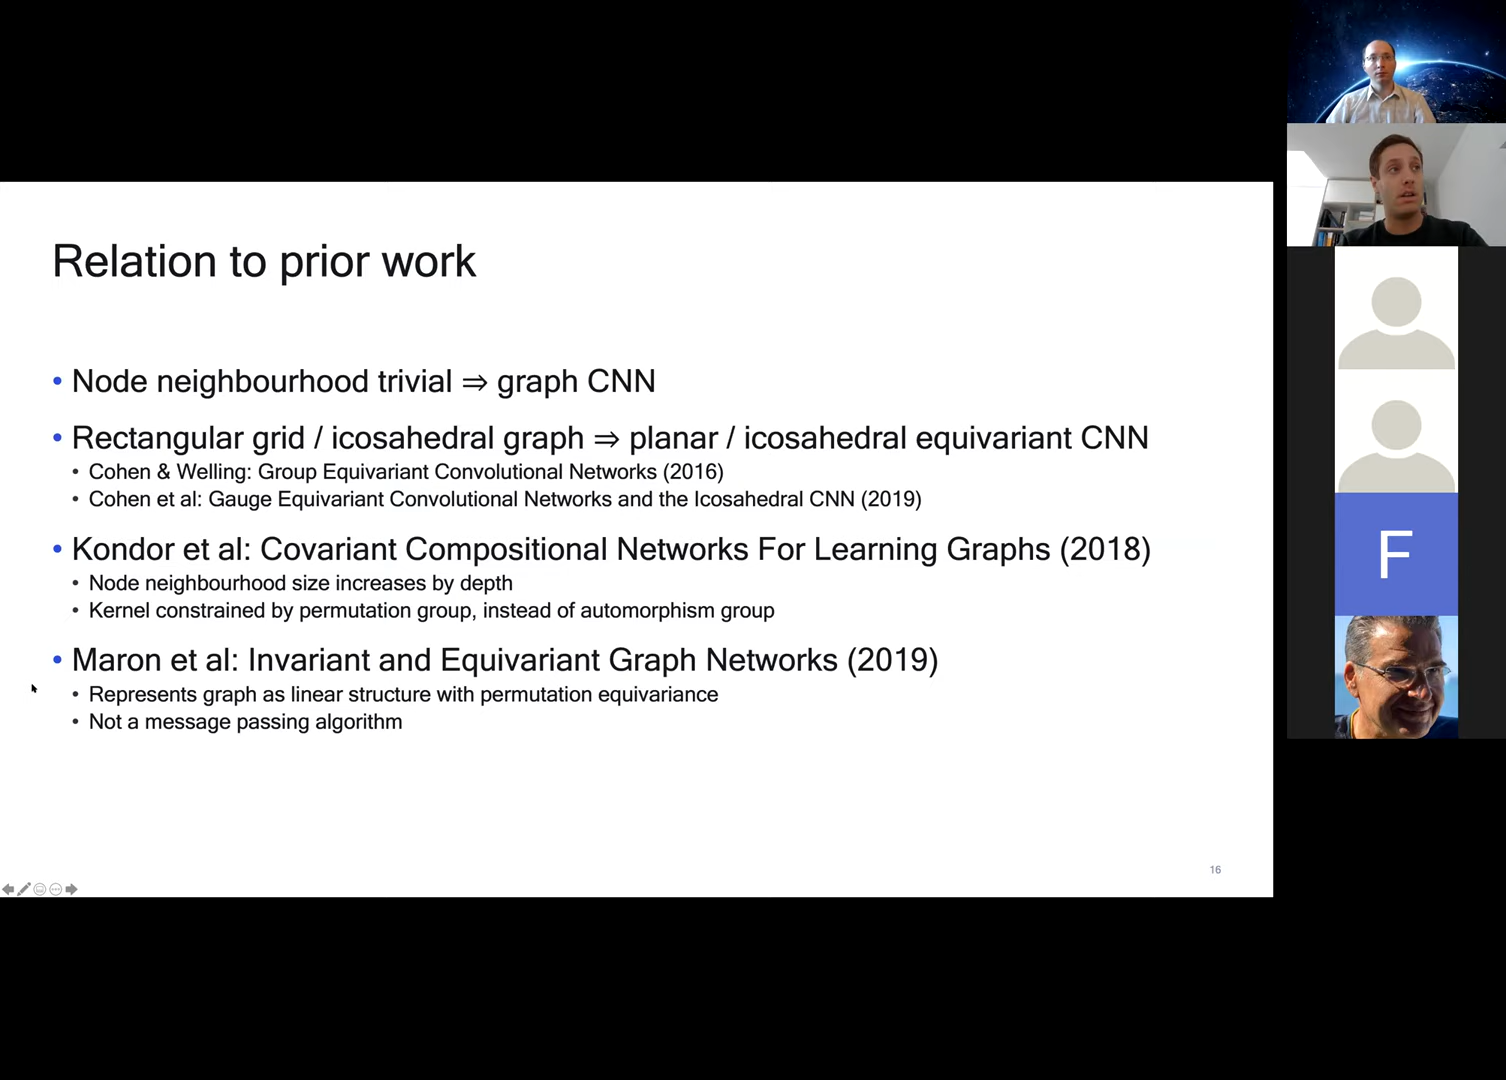 Relation to prior work
• Node neighbourhood trivial ⇒ graph CNN
• Rectangular grid / icosahedral graph ⇒ planar / icosahedral equivariant CNN
• Cohen & Welling: Group Equivariant Convolutional Networks (2016)
• Cohen et al: Gauge Equivariant Convolutional Networks and the Icosahedral CNN (2019)
• Kondor et al: Covariant Compositional Networks For Learning Graphs (2018)
• Node neighbourhood size increases by depth
• Kernel constrained by permutation group, instead of automorphism group
• Maron et al: Invariant and Equivariant Graph Networks (2019)
• Represents graph as linear structure with permutation equivariance
• Not a message passing algorithm
16
F